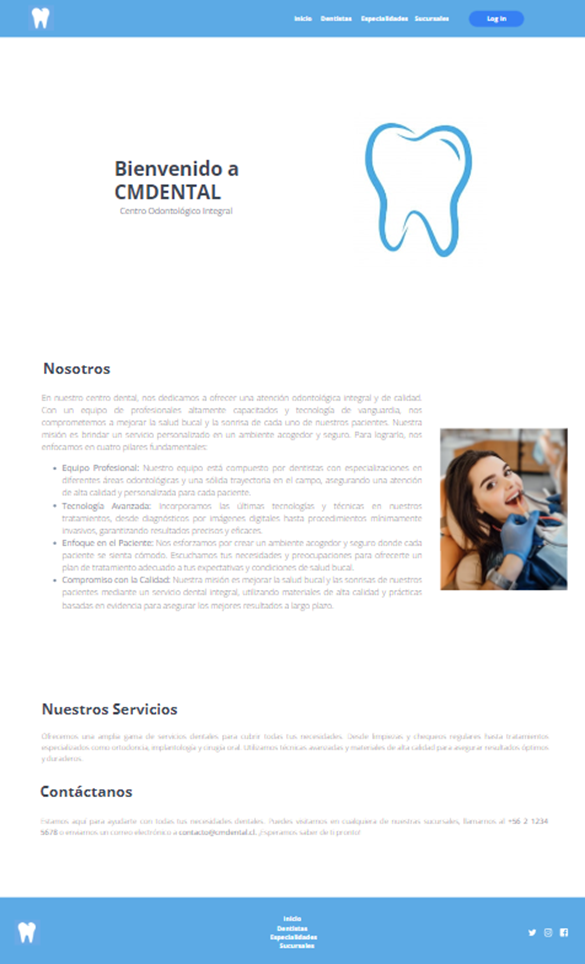 Inicio Dentistas Especialidades Sucursales Log in
Bienvenido a
CMDENTAL
Centro Odontológico Integral
Nosotros
En nuestro centro dental, nos dedicamos a ofrecer una atención odontológica integral y de calidad.
Con un equipo de profesionales altamente capacitados y tecnología de vanguardia, nos
comprometemos a mejorar la salud bucal y la sonrisa de cada uno de nuestros pacientes. Nuestra
misión es brindar un servicio personalizado en un ambiente acogedor y seguro. Para lograrlo, nos
enfocamos en cuatro pilares fundamentales:
• Equipo Profesional: Nuestro equipo está compuesto por dentistas con especializaciones en
diferentes áreas odontológicas y una sólida trayectoria en el campo, asegurando una atención
de alta calidad y personalizada para cada paciente.
• Tecnología Avanzada: Incorporamos las últimas tecnologías y técnicas en nuestros
tratamientos, desde diagnósticos por imágenes digitales hasta procedimientos mínimamente
invasivos, garantizando resultados precisos y eficaces.
• Enfoque en el Paciente: Nos esforzamos por crear un ambiente acogedor y seguro donde cada
paciente se sienta cómodo. Escuchamos tus necesidades y preocupaciones para ofrecerte un
plan de tratamiento adecuado a tus expectativas y condiciones de salud bucal.
• Compromiso con la Calidad: Nuestra misión es mejorar la salud bucal y las sonrisas de nuestros
pacientes mediante un servicio dental integral, utilizando materiales de alta calidad y prácticas
basadas en evidencia para asegurar los mejores resultados a largo plazo.
Nuestros Servicios
Ofrecemos una amplia gama de servicios dentales para cubrir todas tus necesidades. Desde limpiezas y chequeos regulares hasta tratamientos
especializados como ortodoncia, implantología y cirugía oral. Utilizamos técnicas avanzadas y materiales de alta calidad para asegurar resultados óptimos
y duraderos.
Contáctanos
Estamos aquí para ayudarte con todas tus necesidades dentales. Puedes visitarnos en cualquiera de nuestras sucursales, llamarnos al +56 2 1234
5678 o enviarnos un correo electrónico a contacto@cmdental.cl. ¡Esperamos saber de ti pronto!
Inicio
Dentistas
Especialidades
Sucursales